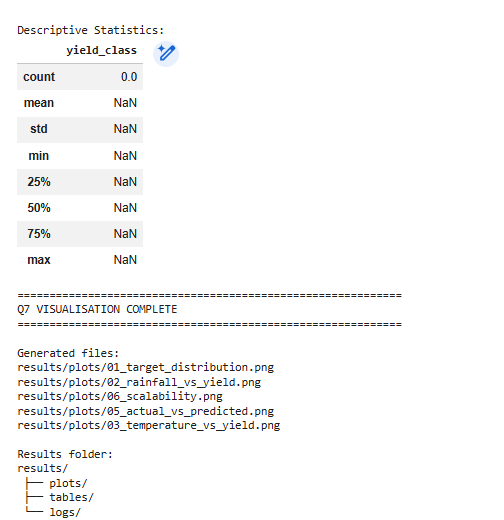 Descriptive Statistics:
yield_class
count 0.0
mean NaN
std NaN
min NaN
25% NaN
50% NaN
75% NaN
max NaN
============================================================
Q7 VISUALISATION COMPLETE
============================================================
Generated files:
results/plots/01_target_distribution.png
results/plots/02_rainfall_vs_yield.png
results/plots/06_scalability.png
results/plots/05_actual_vs_predicted.png
results/plots/03_temperature_vs_yield.png
Results folder:
results/
├── plots/
├── tables/
└── logs/